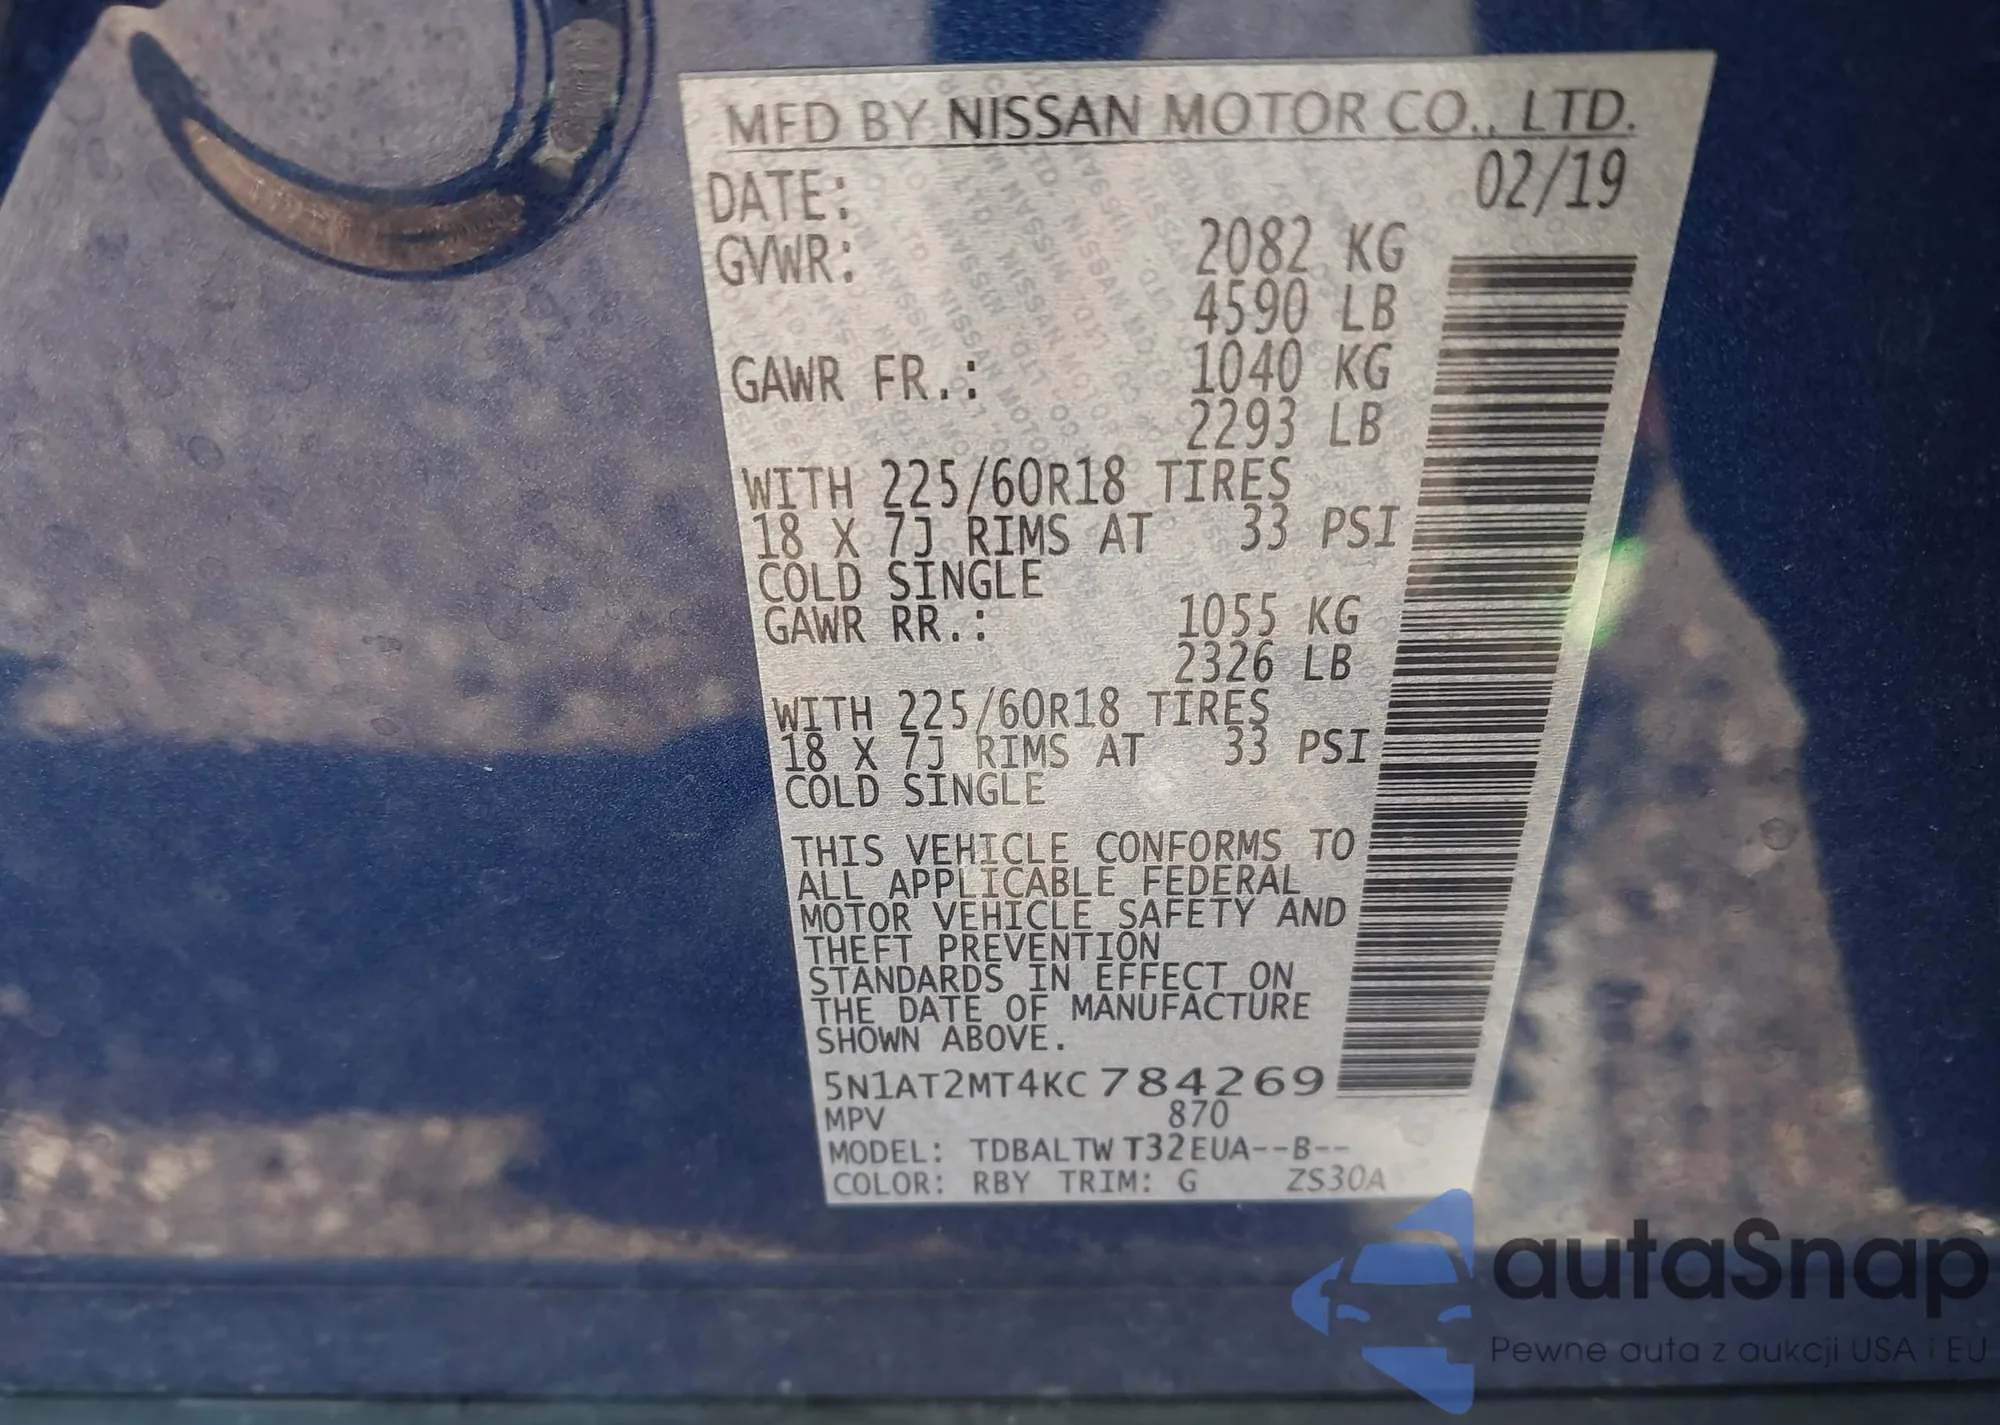 MFD BY NISSAN MOTOR CO., LTD.
DATE: 02/19
GVWR: 2082 KG
4590 LB
GAWR FR.: 1040 KG
2293 LB
WITH 225/60R18 TIRES
18 X 7J RIMS AT 33 PSI
COLD SINGLE
GAWR RR.: 1055 KG
2326 LB
WITH 225/60R18 TIRES
18 X 7J RIMS AT 33 PSI
COLD SINGLE
THIS VEHICLE CONFORMS TO
ALL APPLICABLE FEDERAL
MOTOR VEHICLE SAFETY AND
THEFT PREVENTION
STANDARDS IN EFFECT ON
THE DATE OF MANUFACTURE
SHOWN ABOVE.
5N1AT2MT4KC784269
MPV 870
MODEL: TDBALTW T32EUA--B--
COLOR: RBY TRIM: G ZS30A
autaSnap
Pewne auta z aukcji USA i EU